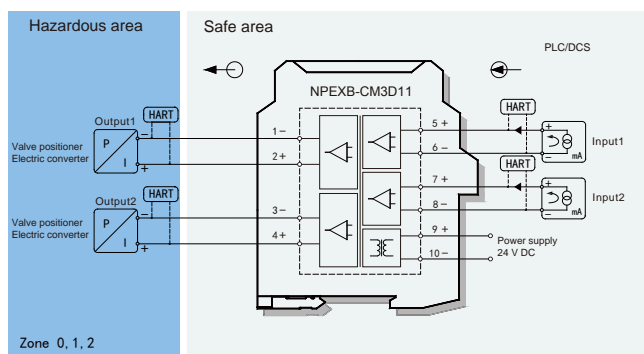 Hazardous area
Safe area
PLC/DCS
NPEXB-CM3D11
HART
Output1
Valve positioner
Electric converter
P
I
−
+
1−
2+
HART
Output2
Valve positioner
Electric converter
P
I
−
+
3−
4+
5+
6−
HART
+
−
mA
Input1
7+
8−
HART
+
−
mA
Input2
9+
10−
Power supply
24 V DC
Zone 0, 1, 2